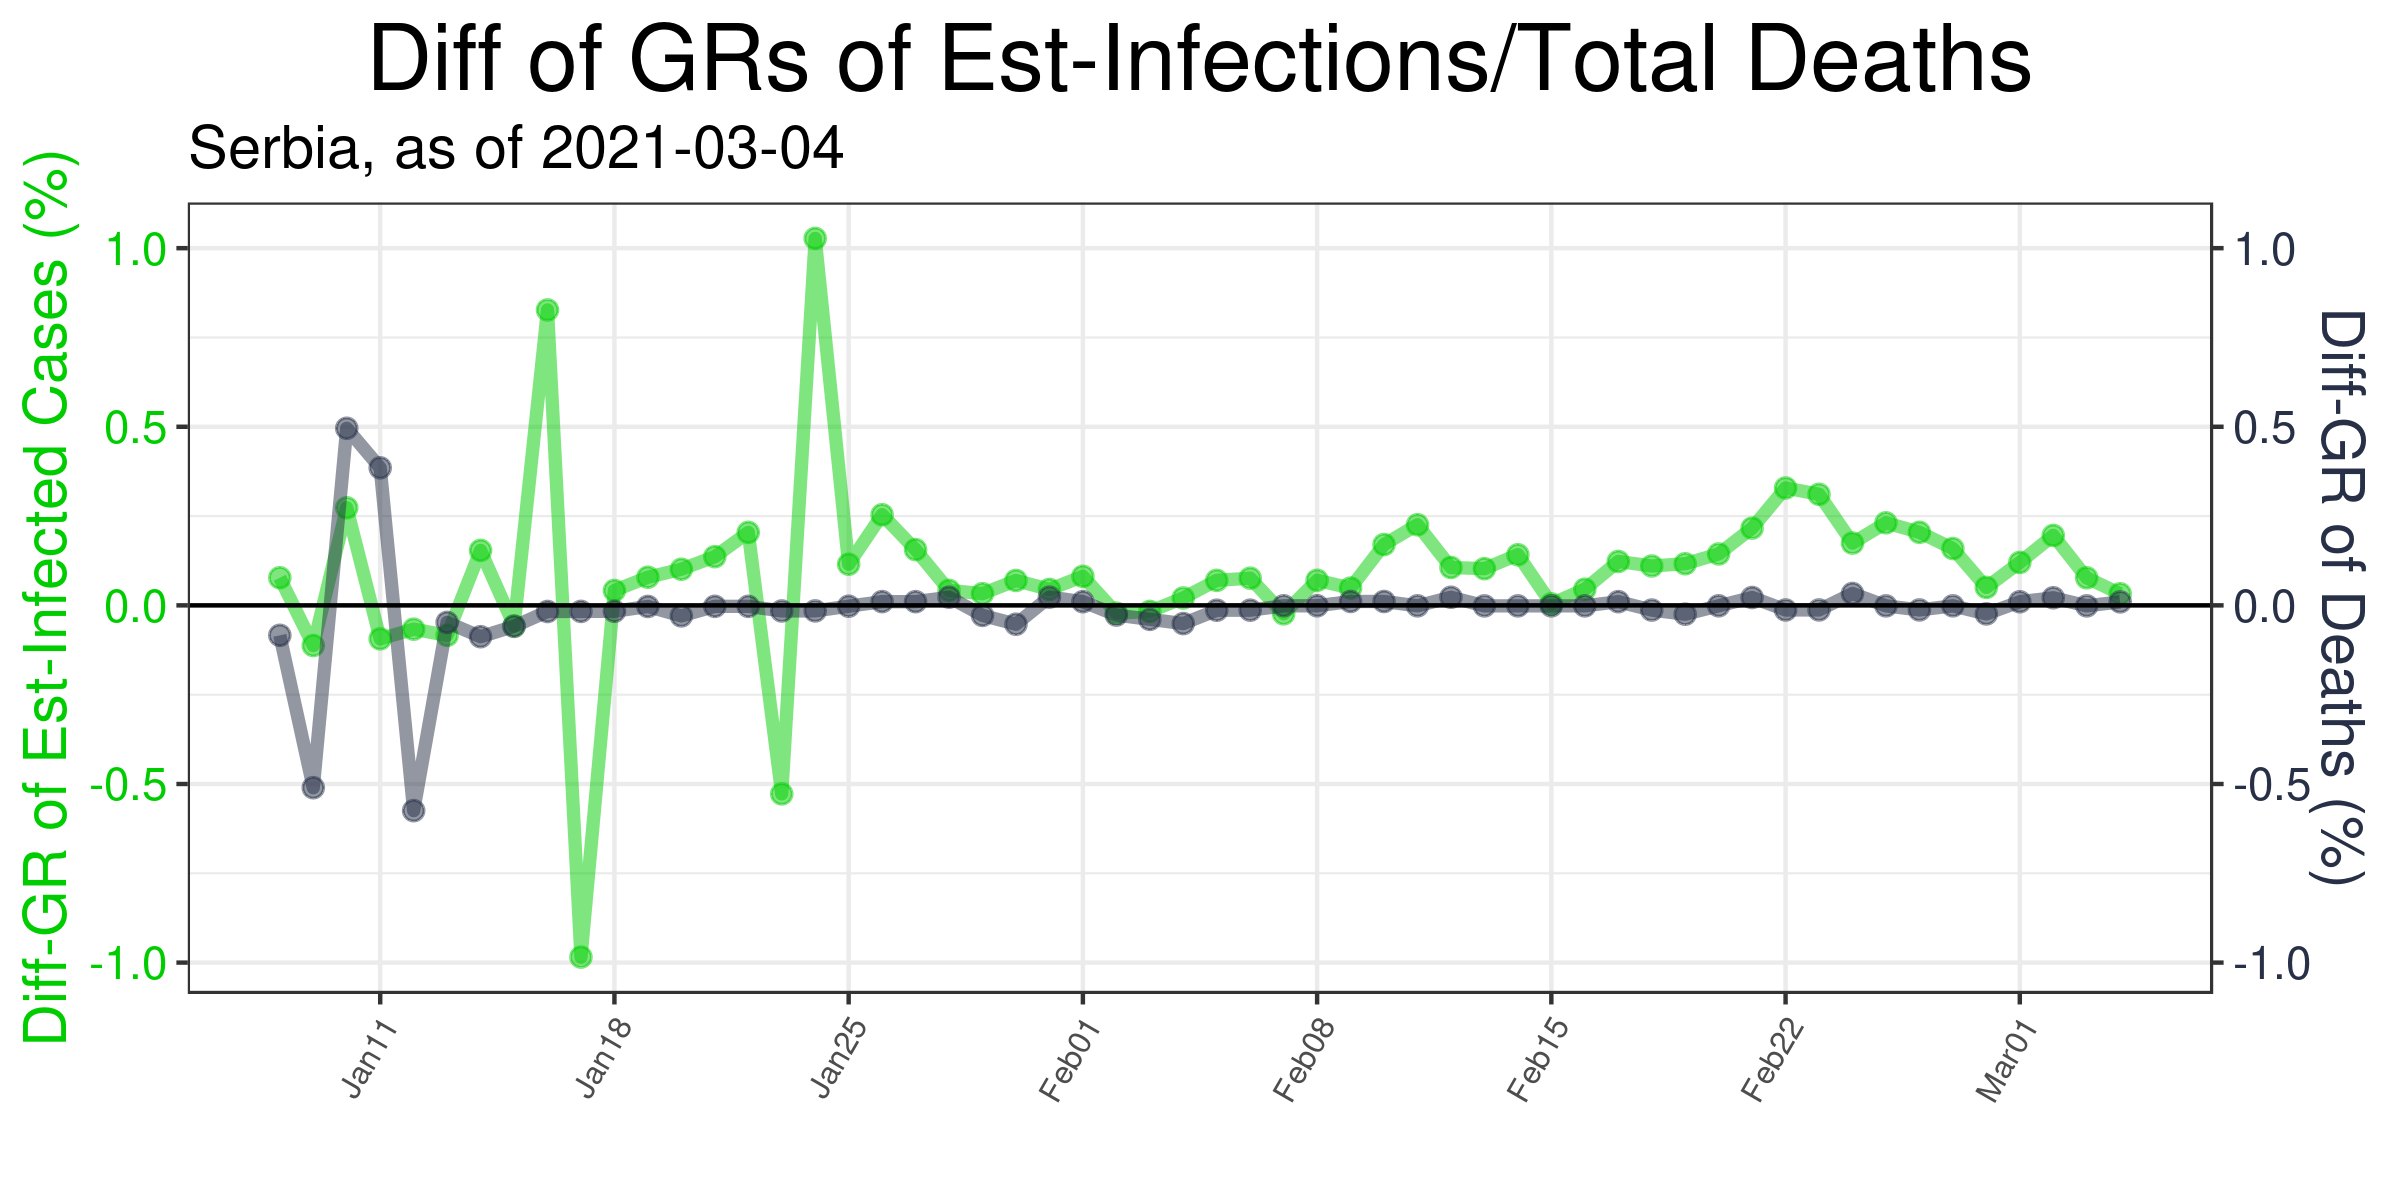 Diff of GRs of Est-Infections/Total Deaths
Serbia, as of 2021-03-04
Diff-GR of Est-Infected Cases (%)
1.0
0.5
0.0
-0.5
-1.0
1.0
0.5
0.0
-0.5
-1.0
Diff-GR of Deaths (%)
Jan11
Jan18
Jan25
Feb01
Feb08
Feb15
Feb22
Mar01